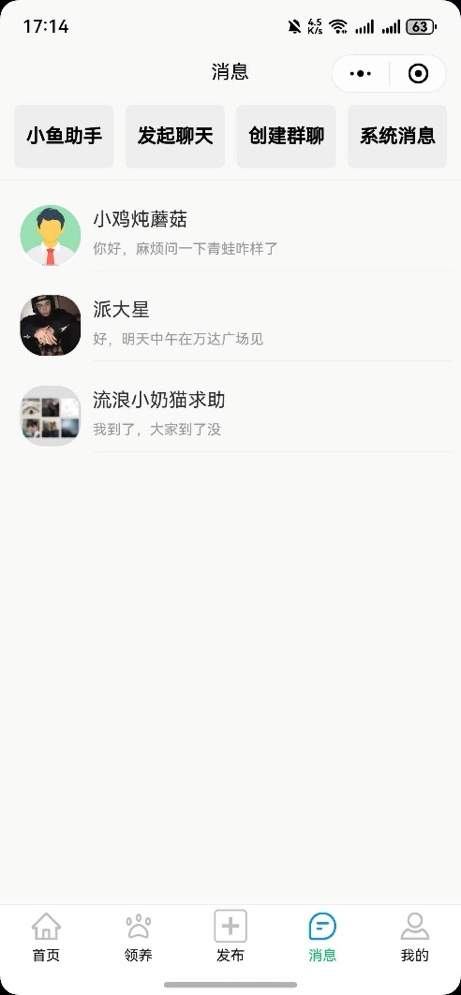 17:14
4.5
K/s
63
消息
小鱼助手
发起聊天
创建群聊
系统消息
小鸡炖蘑菇
你好，麻烦问一下青蛙咋样了
派大星
好，明天中午在万达广场见
流浪小奶猫求助
我到了，大家到了没
首页
领养
发布
消息
我的